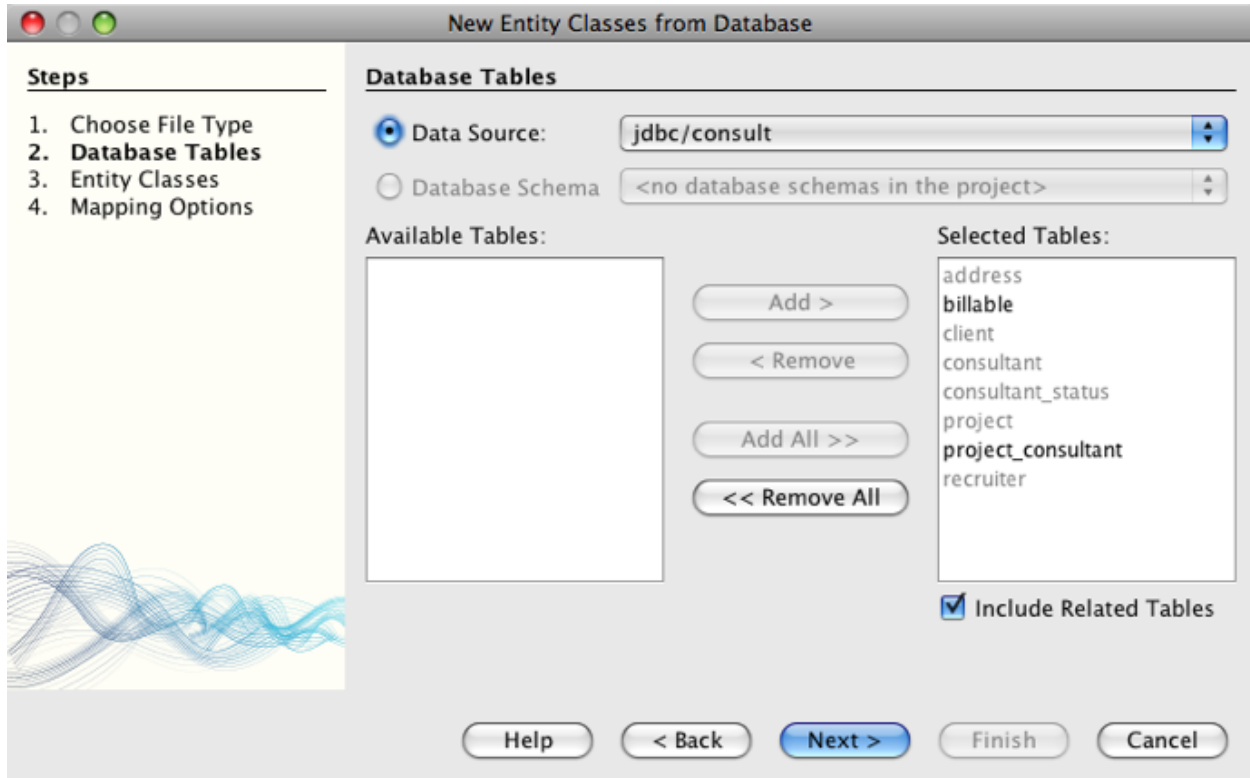 New Entity Classes from Database
Steps
1. Choose File Type
2. Database Tables
3. Entity Classes
4. Mapping Options
Database Tables
Data Source: jdbc/consult
Database Schema <no database schemas in the project>
Available Tables:
Selected Tables:
address
billable
client
consultant
consultant_status
project
project_consultant
recruiter
Add >
< Remove
Add All >>
<< Remove All
Include Related Tables
Help < Back Next > Finish Cancel